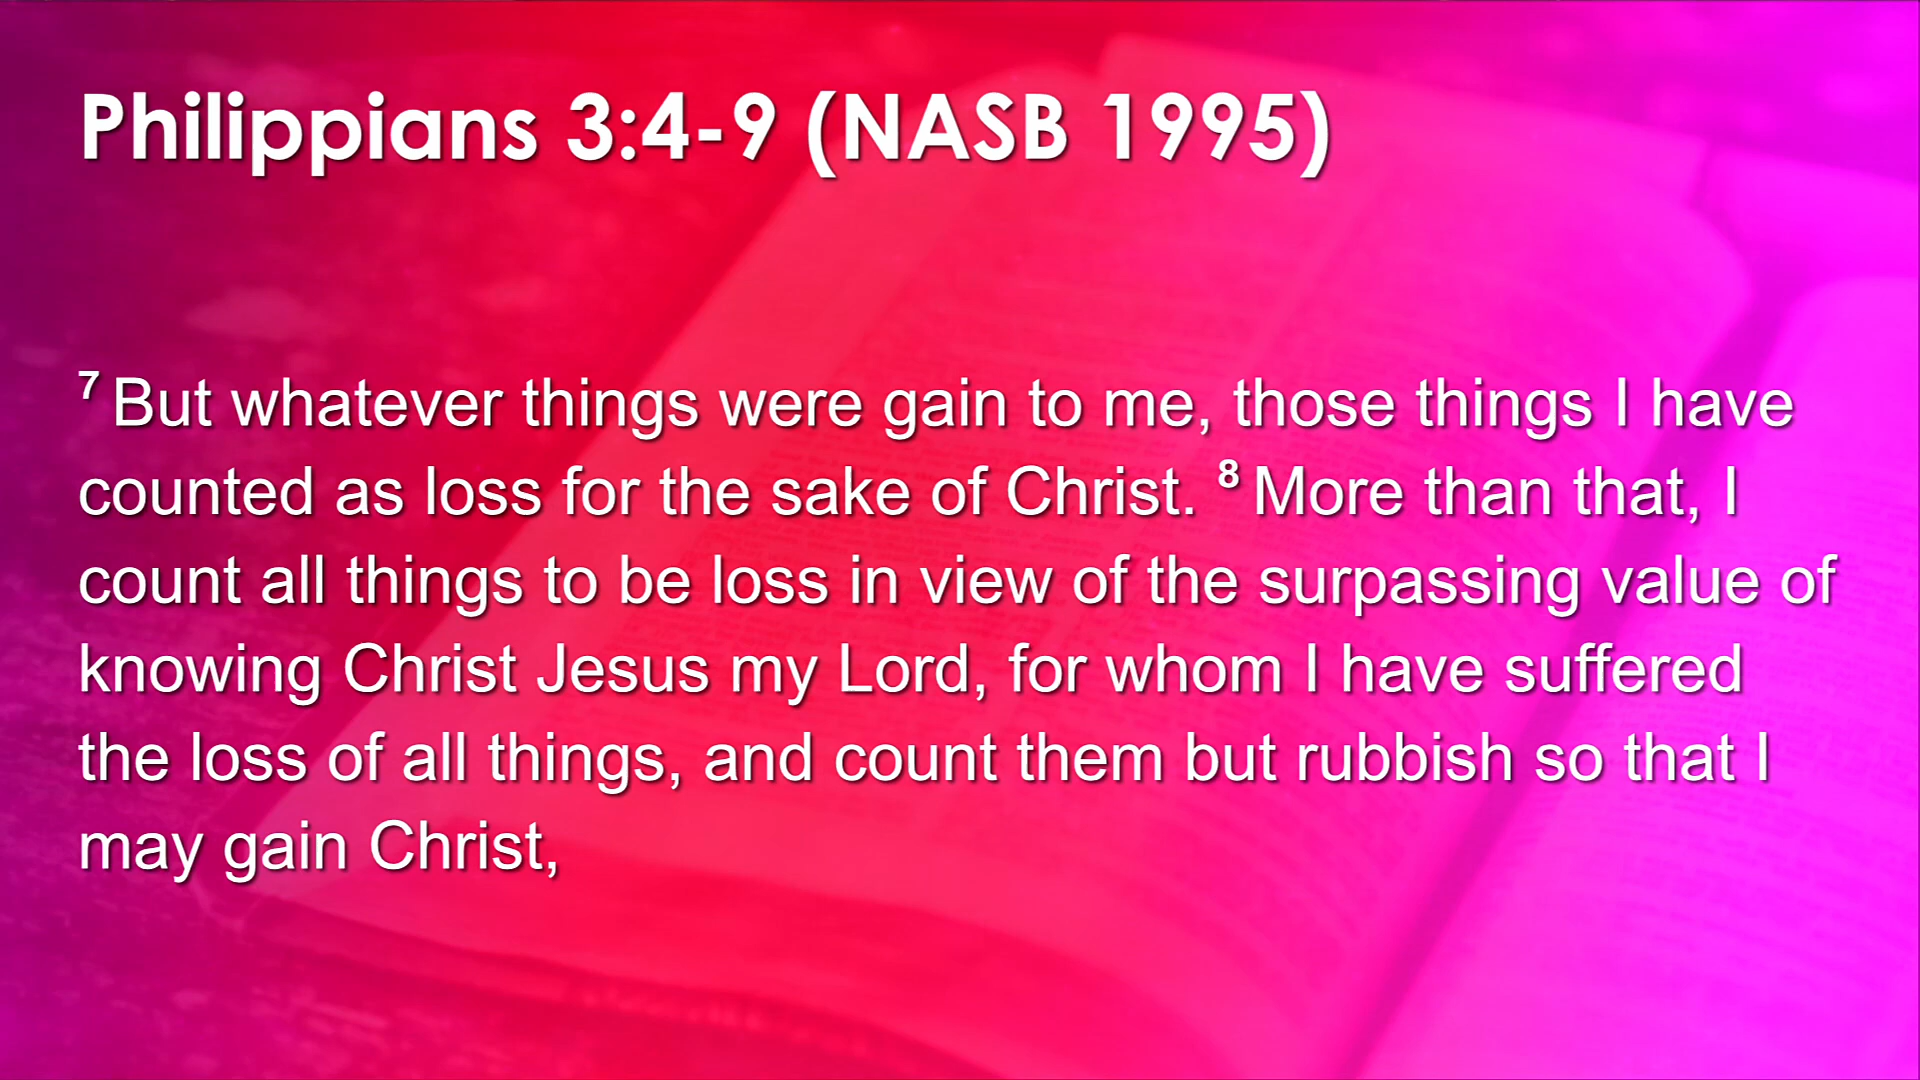 Philippians 3:4-9 (NASB 1995)
7 But whatever things were gain to me, those things I have
counted as loss for the sake of Christ. 8 More than that, I
count all things to be loss in view of the surpassing value of
knowing Christ Jesus my Lord, for whom I have suffered
the loss of all things, and count them but rubbish so that I
may gain Christ,